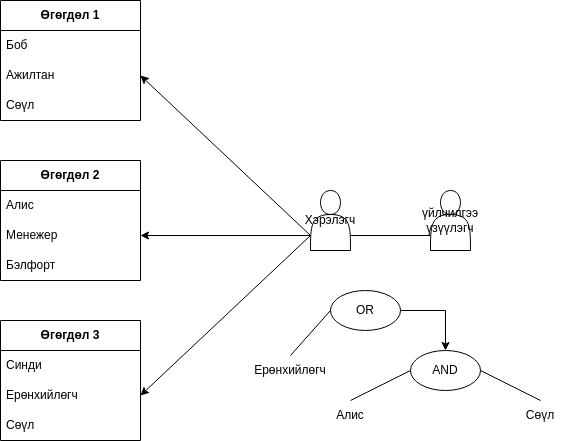 Өгөгдөл 1
Боб
Ажилтан
Сөүл
Өгөгдөл 2
Алис
Менежер
Бэлфорт
Өгөгдөл 3
Синди
Ерөнхийлөгч
Сөүл
Хэрэлэгч
үйлчилгээ
үзүүлэгч
OR
Ерөнхийлөгч
AND
Алис
Сөүл